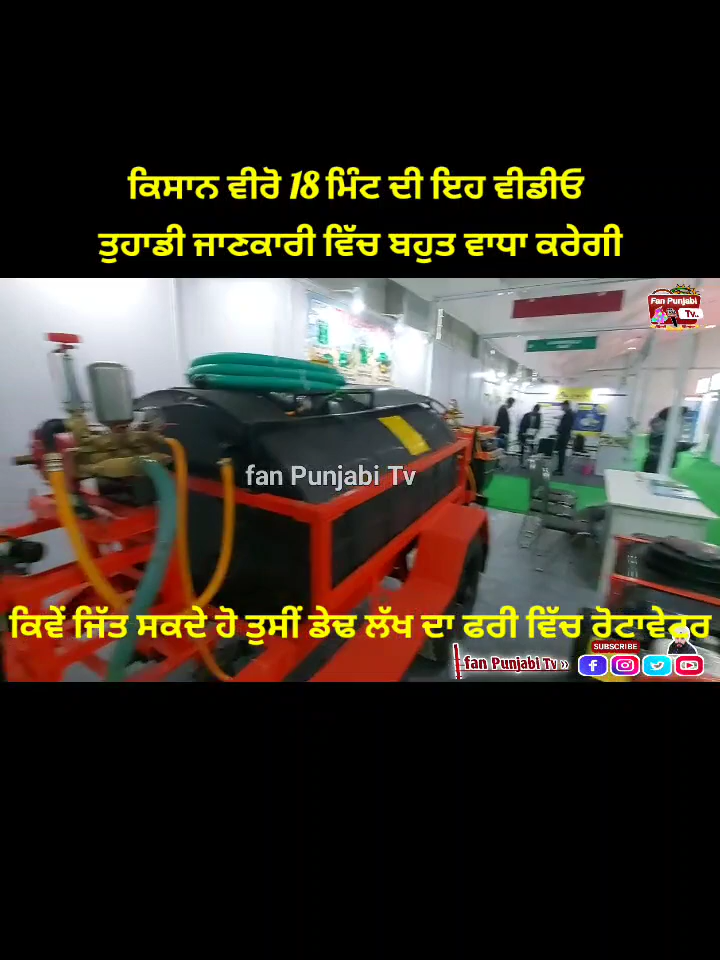 ਕਿਸਾਨ ਵੀਰੋ 18 ਮਿੰਟ ਦੀ ਇਹ ਵੀਡੀਓ
ਤੁਹਾਡੀ ਜਾਣਕਾਰੀ ਵਿੱਚ ਬਹੁਤ ਵਾਧਾ ਕਰੇਗੀ
Fan Punjabi
Tv
fan Punjabi Tv
ਕਿਵੇਂ ਜਿੱਤ ਸਕਦੇ ਹੋ ਤੁਸੀਂ ਡੇਢ ਲੱਖ ਦਾ ਫਰੀ ਵਿੱਚ ਰੋਟਾਵੇਟਰ
SUBSCRIBE
fan Punjabi Tv »